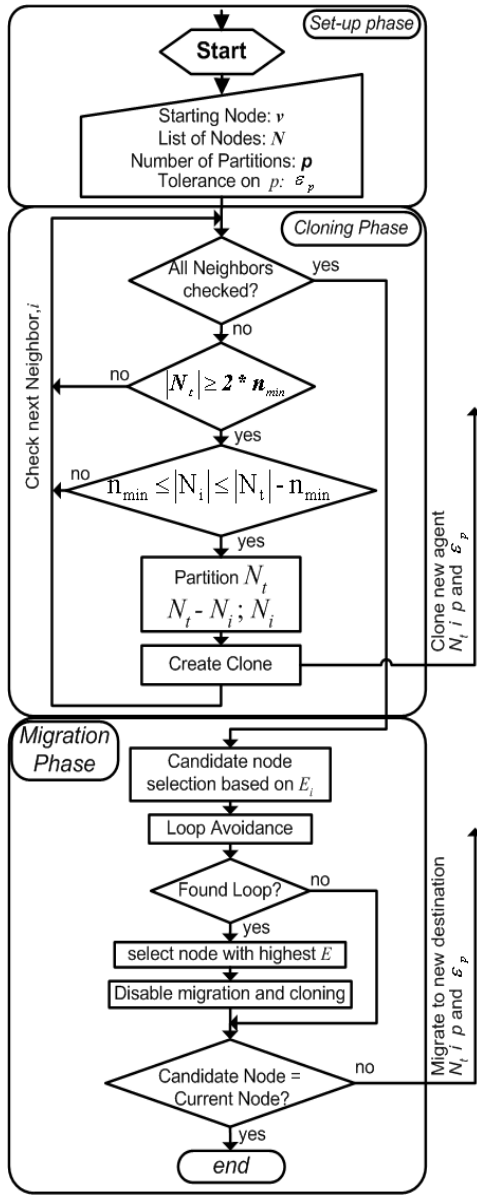 Set-up phase
Start
Starting Node: v
List of Nodes: N
Number of Partitions: p
Tolerance on p: ε_p
Cloning Phase
All Neighbors
checked?
yes
no
Check next Neighbor,i
|N_t| ≥ 2 * n_min
no
yes
n_min ≤ |N_i| ≤ |N_t| - n_min
no
yes
Partition N_t
N_t - N_i ; N_i
Create Clone
Clone new agent
N_t i p and ε_p
Migration
Phase
Candidate node
selection based on E_i
Loop Avoidance
Found Loop?
no
yes
select node with highest E
Disable migration and cloning
Candidate Node =
Current Node?
no
yes
Migrate to new destination
N_t i p and ε_p
end